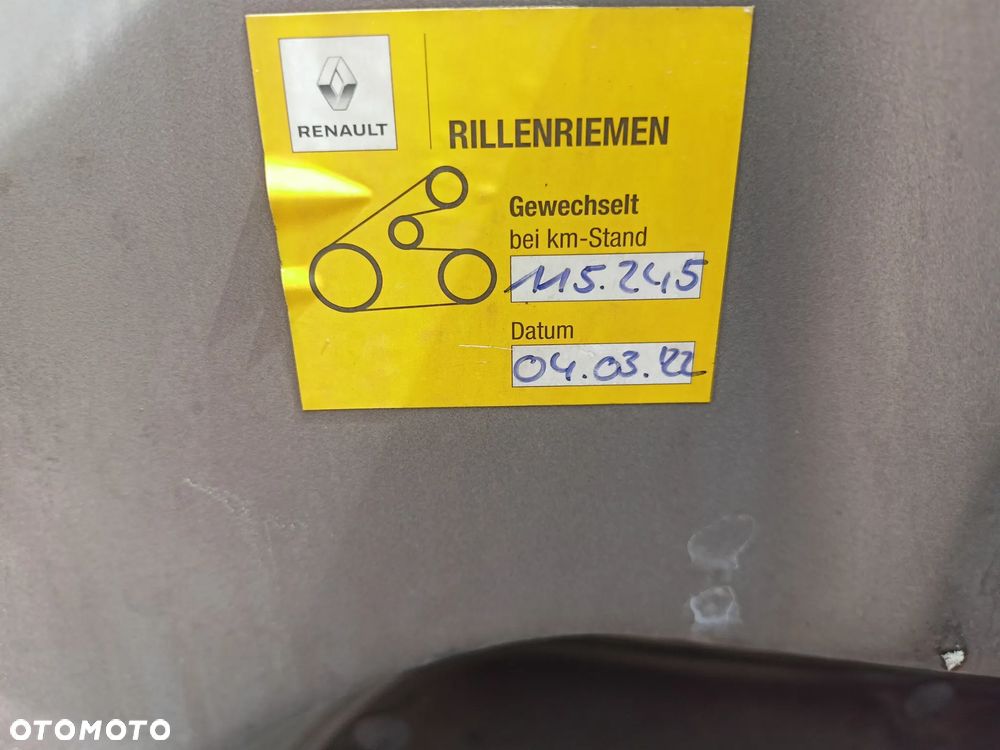 RENAULT
RILLENRIEMEN
Gewechselt
bei km-Stand
115.245
Datum
04.03.22
OTOMOTO